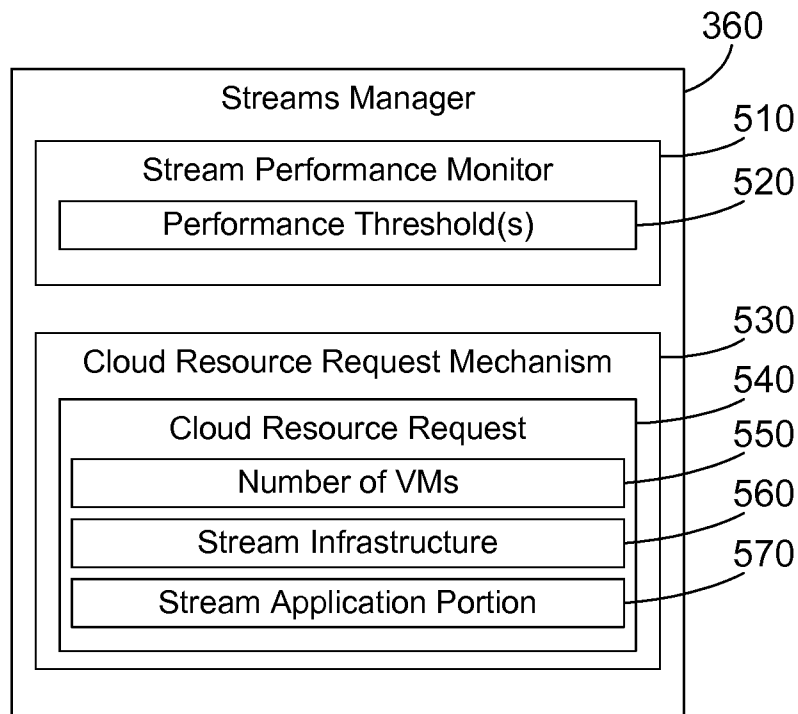 360
Streams Manager
510
Stream Performance Monitor
520
Performance Threshold(s)
530
Cloud Resource Request Mechanism
540
Cloud Resource Request
550
Number of VMs
560
Stream Infrastructure
570
Stream Application Portion